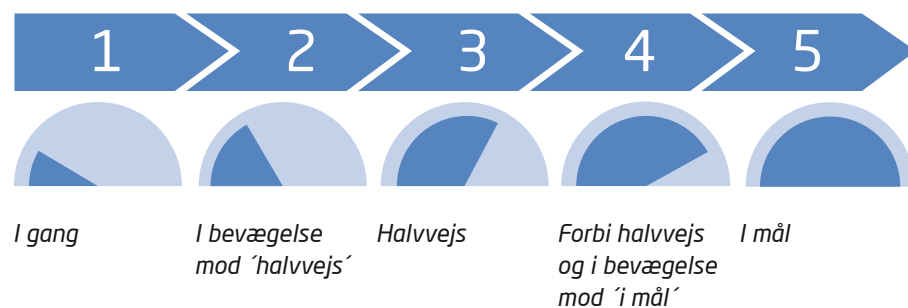 1
2
3
4
5
I gang
I bevægelse
mod ´halvvejs´
Halvvejs
Forbi halvvejs
og i bevægelse
mod ´i mål´
I mål